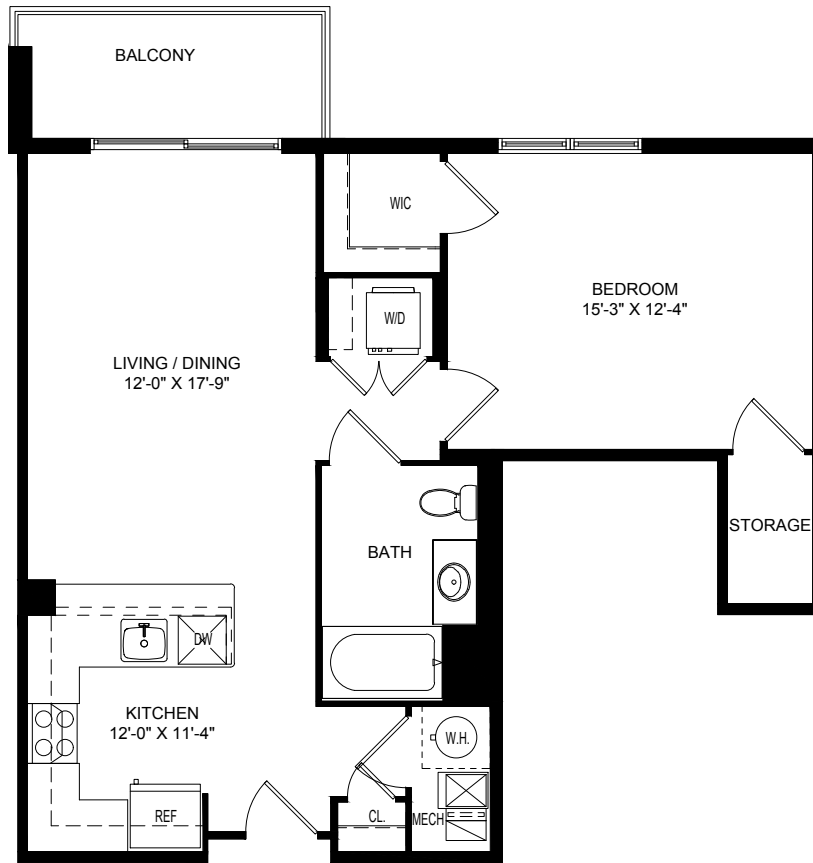 BALCONY
WIC
BEDROOM
15'-3" X 12'-4"
W/D
LIVING / DINING
12'-0" X 17'-9"
STORAGE
BATH
DW
KITCHEN
12'-0" X 11'-4"
W.H.
REF
CL.
MECH